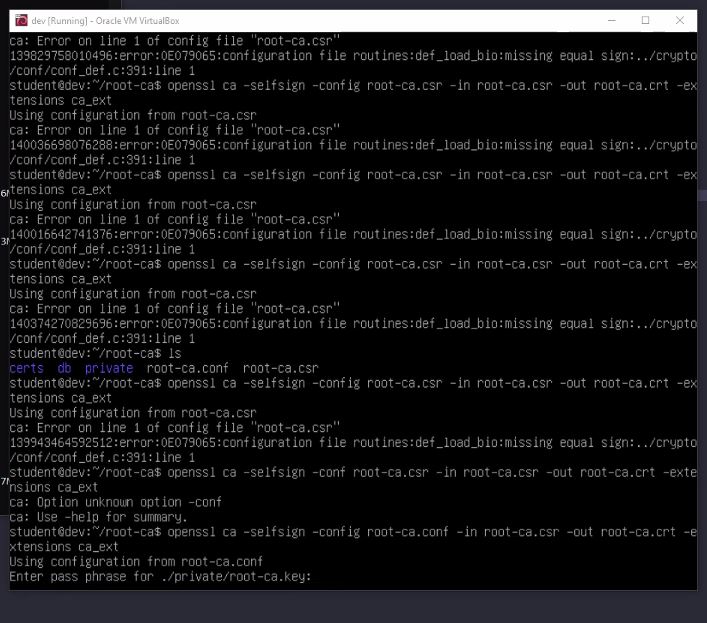 dev [Running] - Oracle VM VirtualBox
ca: Error on line 1 of config file "root-ca.csr"
139829758010496:error:0E079065:configuration file routines:def_load_bio:missing equal sign:../crypto
/conf/conf_def.c:391:line 1
student@dev:~/root-ca$ openssl ca -selfsign -config root-ca.csr -in root-ca.csr -out root-ca.crt -ex
tensions ca_ext
Using configuration from root-ca.csr
ca: Error on line 1 of config file "root-ca.csr"
140036698076288:error:0E079065:configuration file routines:def_load_bio:missing equal sign:../crypto
/conf/conf_def.c:391:line 1
student@dev:~/root-ca$ openssl ca -selfsign -config root-ca.csr -in root-ca.csr -out root-ca.crt -ex
tensions ca_ext
Using configuration from root-ca.csr
ca: Error on line 1 of config file "root-ca.csr"
140016642741376:error:0E079065:configuration file routines:def_load_bio:missing equal sign:../crypto
/conf/conf_def.c:391:line 1
student@dev:~/root-ca$ openssl ca -selfsign -config root-ca.csr -in root-ca.csr -out root-ca.crt -ex
tensions ca_ext
Using configuration from root-ca.csr
ca: Error on line 1 of config file "root-ca.csr"
140374270829696:error:0E079065:configuration file routines:def_load_bio:missing equal sign:../crypto
/conf/conf_def.c:391:line 1
student@dev:~/root-ca$ ls
certs  db  private  root-ca.conf  root-ca.csr
student@dev:~/root-ca$ openssl ca -selfsign -config root-ca.csr -in root-ca.csr -out root-ca.crt -ex
tensions ca_ext
Using configuration from root-ca.csr
ca: Error on line 1 of config file "root-ca.csr"
139943464592512:error:0E079065:configuration file routines:def_load_bio:missing equal sign:../crypto
/conf/conf_def.c:391:line 1
student@dev:~/root-ca$ openssl ca -selfsign -conf root-ca.csr -in root-ca.csr -out root-ca.crt -exte
nsions ca_ext
ca: Option unknown option -conf
ca: Use -help for summary.
student@dev:~/root-ca$ openssl ca -selfsign -config root-ca.conf -in root-ca.csr -out root-ca.crt -e
xtensions ca_ext
Using configuration from root-ca.conf
Enter pass phrase for ./private/root-ca.key: